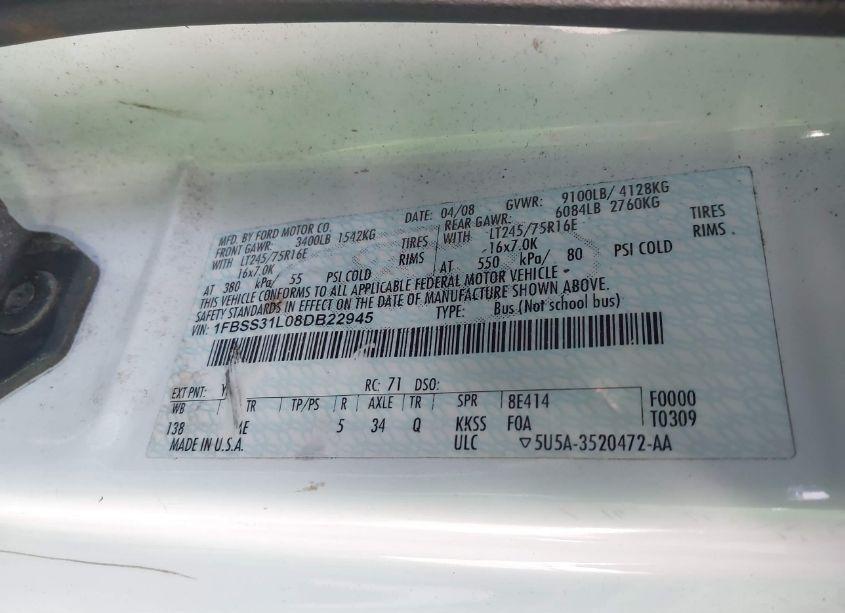 MFD. BY FORD MOTOR CO. DATE: 04/08 GVWR: 9100LB/ 4128KG
FRONT GAWR: 3400LB 1542KG REAR GAWR: 6084LB 2760KG
WITH LT245/75R16E TIRES WITH LT245/75R16E TIRES
16x7.0K RIMS 16x7.0K RIMS
AT 380 kPa/ 55 PSI COLD AT 550 kPa/ 80 PSI COLD
THIS VEHICLE CONFORMS TO ALL APPLICABLE FEDERAL MOTOR VEHICLE
SAFETY STANDARDS IN EFFECT ON THE DATE OF MANUFACTURE SHOWN ABOVE.
VIN: 1FBSS31L08DB22945 TYPE: Bus (Not school bus)
EXT PNT: RC: 71 DSO:
WB TR TP/PS R AXLE TR SPR 8E414 F0000
138 5 34 Q KKSS FOA T0309
MADE IN U.S.A. ULC ▽5U5A-3520472-AA